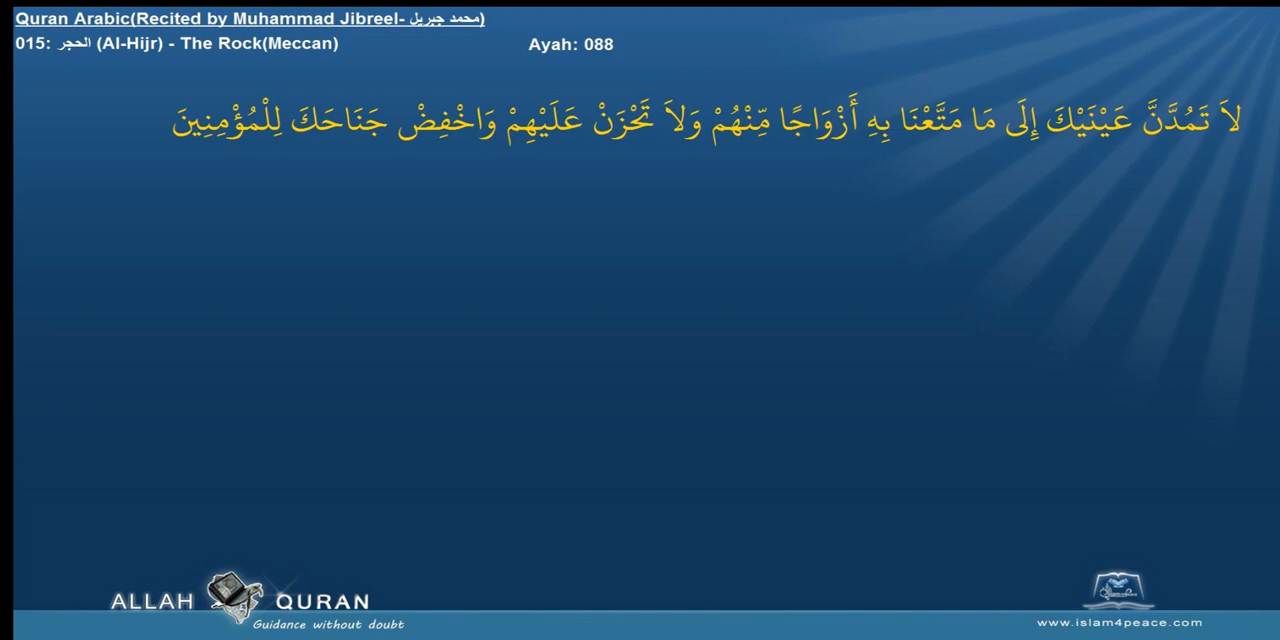 Quran Arabic(Recited by Muhammad Jibreel- محمد جبريل)
015: الحجر (Al-Hijr) - The Rock(Meccan)
Ayah: 088
لاَ تَمُدَّنَّ عَيْنَيْكَ إِلَى مَا مَتَّعْنَا بِهِ أَزْوَاجًا مِّنْهُمْ وَلاَ تَحْزَنْ عَلَيْهِمْ وَاخْفِضْ جَنَاحَكَ لِلْمُؤْمِنِينَ
ALLAH QURAN
Guidance without doubt
www.islam4peace.com